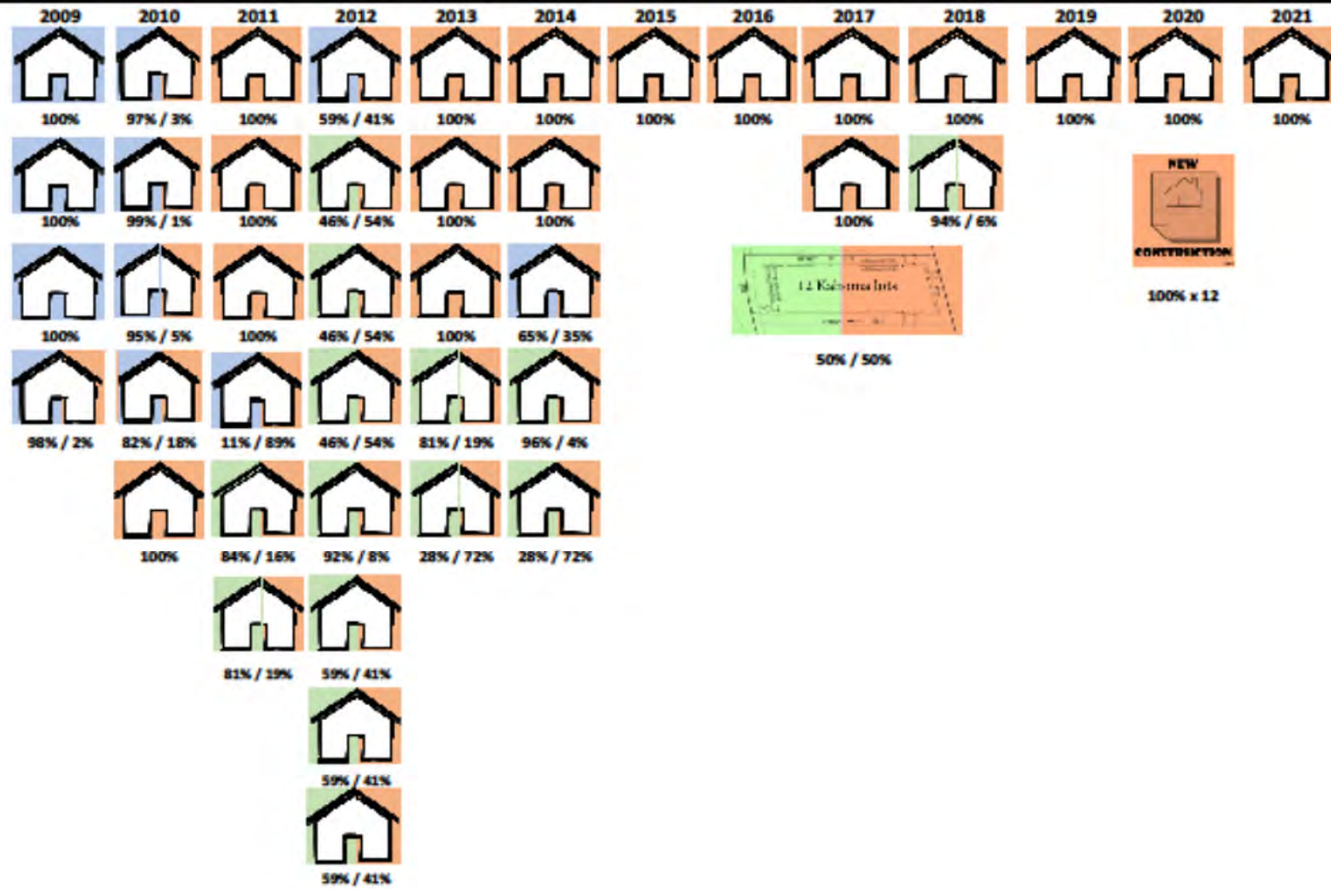 2009 2010 2011 2012 2013 2014 2015 2016 2017 2018 2019 2020 2021
100% 97% / 3% 100% 59% / 41% 100% 100% 100% 100% 100% 100% 100% 100% 100%
100% 99% / 1% 100% 46% / 54% 100% 100% 100% 94% / 6%
NEW
CONSTRUCTION
100% x 12
12 Kahoma lots
50% / 50%
100% 95% / 5% 100% 46% / 54% 100% 65% / 35%
98% / 2% 82% / 18% 11% / 89% 46% / 54% 81% / 19% 96% / 4%
100% 84% / 16% 92% / 8% 28% / 72% 28% / 72%
81% / 19% 59% / 41%
59% / 41%
59% / 41%